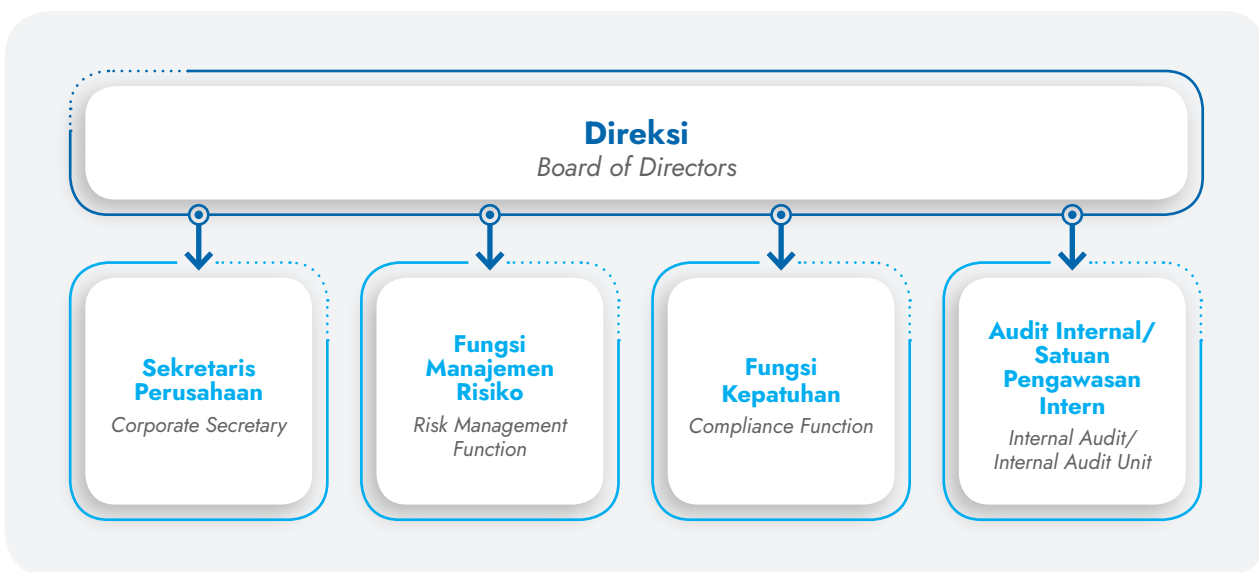 Direksi
Board of Directors
Sekretaris
Perusahaan
Corporate Secretary
Fungsi
Manajemen
Risiko
Risk Management
Function
Fungsi
Kepatuhan
Compliance Function
Audit Internal/
Satuan
Pengawasan
Intern
Internal Audit/
Internal Audit Unit